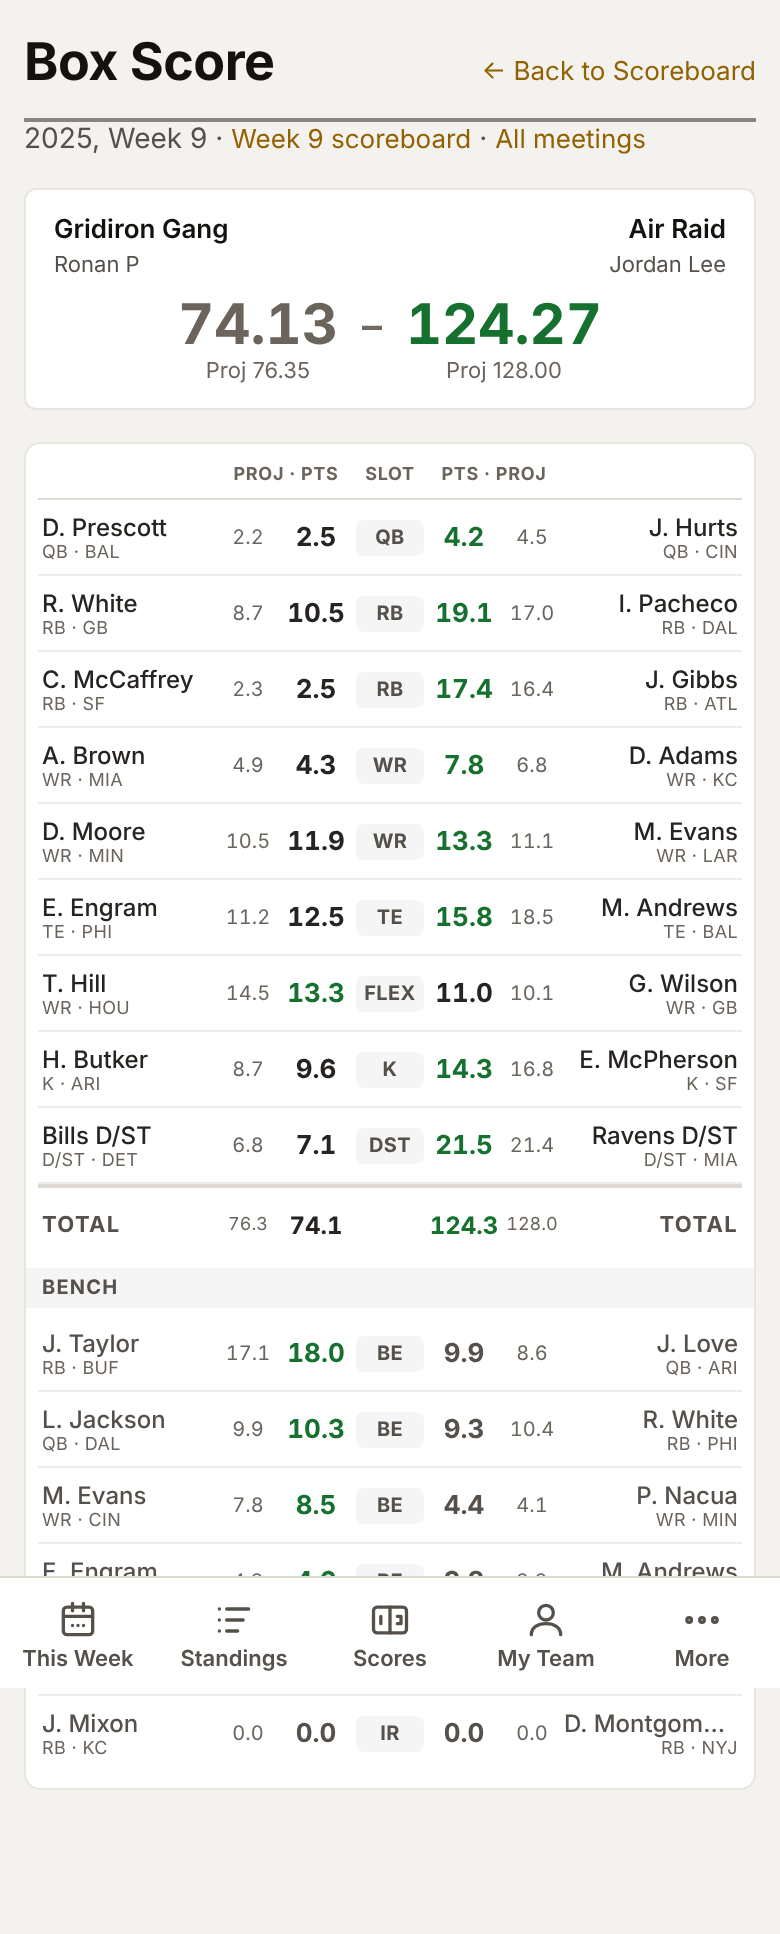 Box Score
← Back to Scoreboard
2025, Week 9 · Week 9 scoreboard · All meetings
Gridiron Gang Air Raid
Ronan P Jordan Lee
74.13 – 124.27
Proj 76.35 Proj 128.00
PROJ · PTS SLOT PTS · PROJ
D. Prescott 2.2 2.5 QB 4.2 4.5 J. Hurts
QB · BAL QB · CIN
R. White 8.7 10.5 RB 19.1 17.0 I. Pacheco
RB · GB RB · DAL
C. McCaffrey 2.3 2.5 RB 17.4 16.4 J. Gibbs
RB · SF RB · ATL
A. Brown 4.9 4.3 WR 7.8 6.8 D. Adams
WR · MIA WR · KC
D. Moore 10.5 11.9 WR 13.3 11.1 M. Evans
WR · MIN WR · LAR
E. Engram 11.2 12.5 TE 15.8 18.5 M. Andrews
TE · PHI TE · BAL
T. Hill 14.5 13.3 FLEX 11.0 10.1 G. Wilson
WR · HOU WR · GB
H. Butker 8.7 9.6 K 14.3 16.8 E. McPherson
K · ARI K · SF
Bills D/ST 6.8 7.1 DST 21.5 21.4 Ravens D/ST
D/ST · DET D/ST · MIA
TOTAL 76.3 74.1 124.3 128.0 TOTAL
BENCH
J. Taylor 17.1 18.0 BE 9.9 8.6 J. Love
RB · BUF QB · ARI
L. Jackson 9.9 10.3 BE 9.3 10.4 R. White
QB · DAL RB · PHI
M. Evans 7.8 8.5 BE 4.4 4.1 P. Nacua
WR · CIN WR · MIN
E. Engram BE M. Andrews
This Week Standings Scores My Team More
J. Mixon 0.0 0.0 IR 0.0 0.0 D. Montgom...
RB · KC RB · NYJ